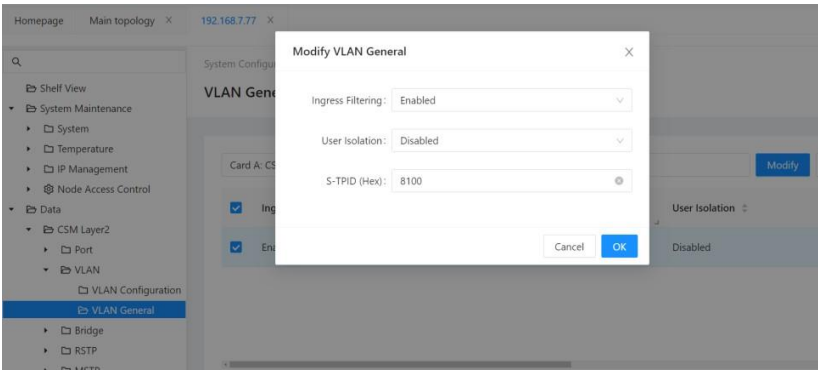 Homepage
Main topology
192.168.7.77
Shelf View
System Maintenance
System
Temperature
IP Management
Node Access Control
Data
CSM Layer2
Port
VLAN
VLAN Configuration
VLAN General
Bridge
RSTP
System Configu
VLAN Gene
Card A: CS
Modify
Ing
User Isolation
Ena
Disabled
Modify VLAN General
Ingress Filtering: Enabled
User Isolation: Disabled
S-TPID (Hex): 8100
Cancel
OK